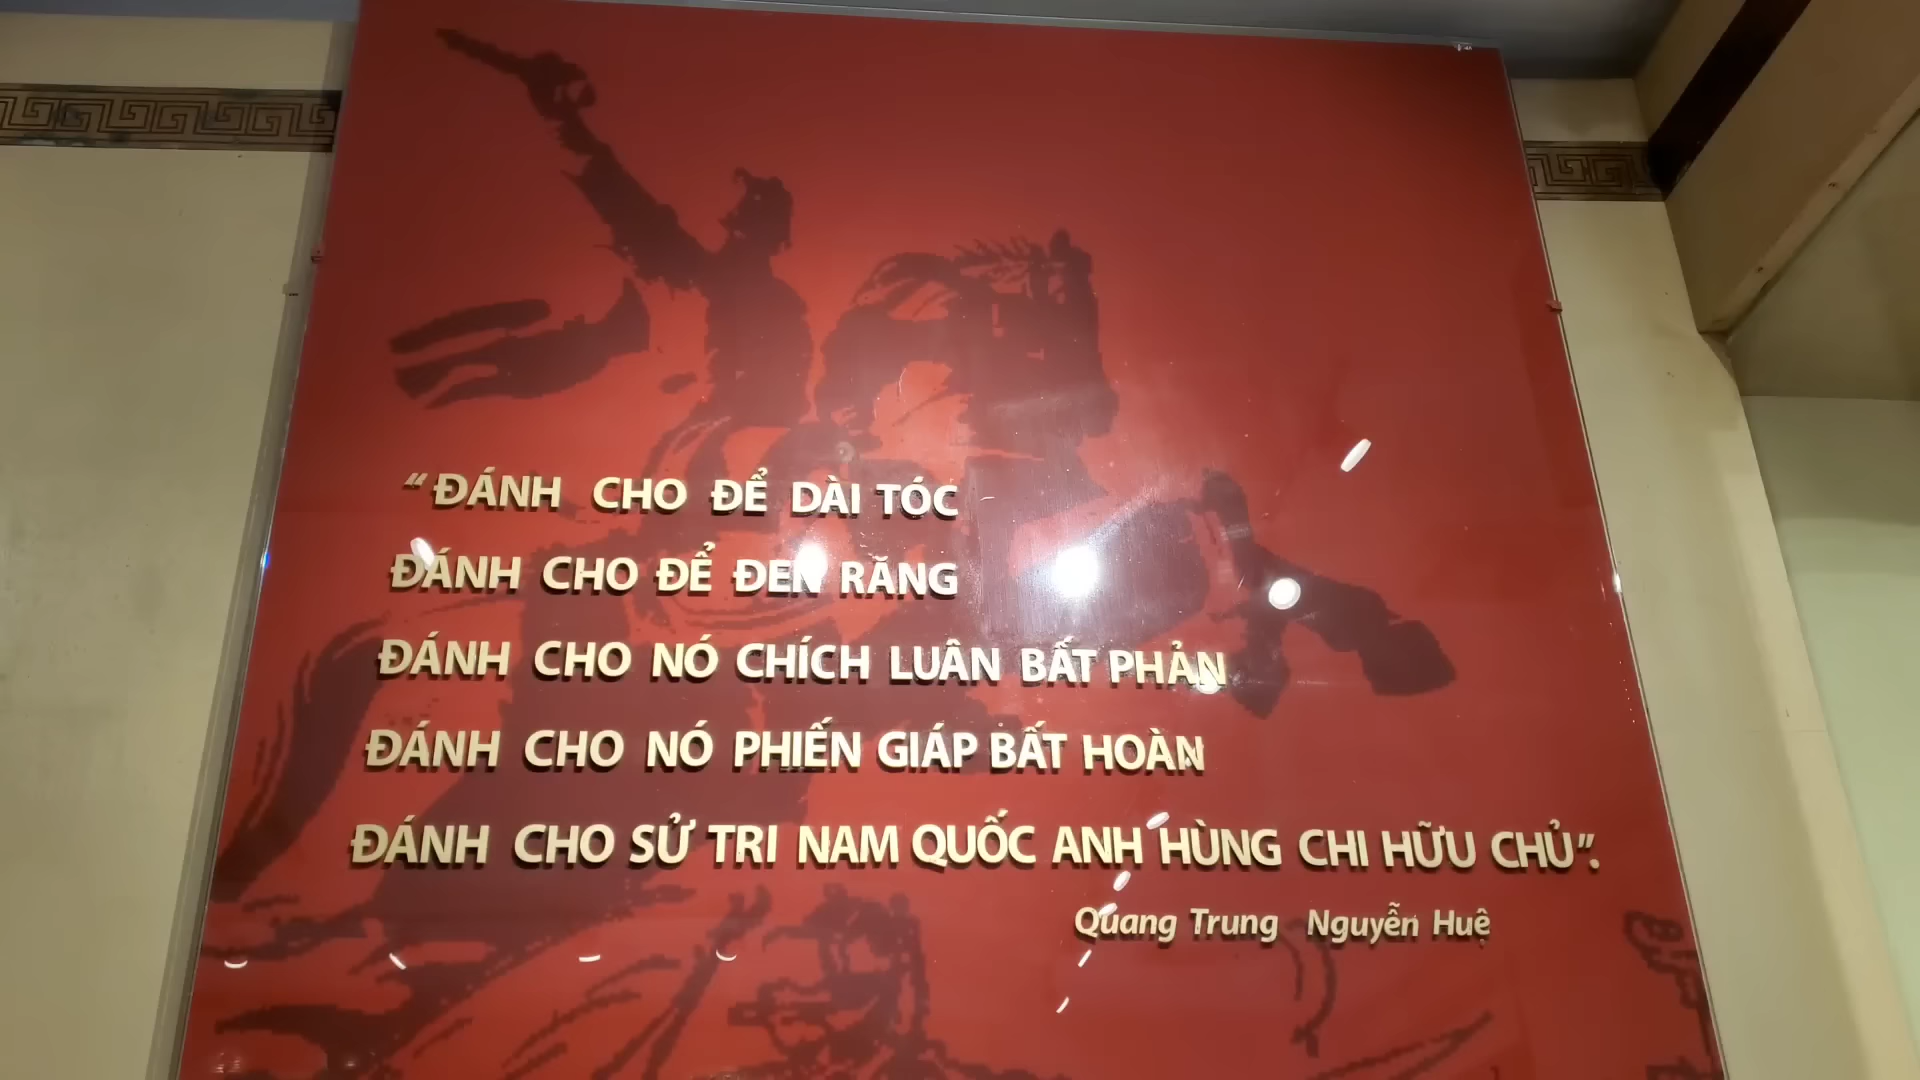 “ĐÁNH CHO ĐỂ DÀI TÓC
ĐÁNH CHO ĐỂ ĐEN RĂNG
ĐÁNH CHO NÓ CHÍCH LUÂN BẤT PHẢN
ĐÁNH CHO NÓ PHIẾN GIÁP BẤT HOÀN
ĐÁNH CHO SỬ TRI NAM QUỐC ANH HÙNG CHI HỮU CHỦ”.
Quang Trung Nguyễn Huệ